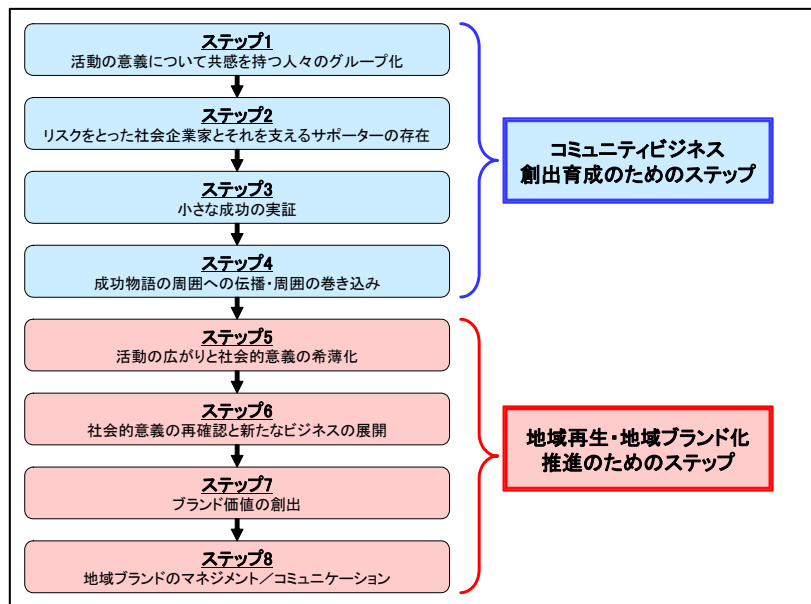 ステップ1
活動の意義について共感を持つ人々のグループ化
ステップ2
リスクをとった社会企業家とそれを支えるサポーターの存在
ステップ3
小さな成功の実証
ステップ4
成功物語の周囲への伝播・周囲の巻き込み
コミュニティビジネス
創出育成のためのステップ
ステップ5
活動の広がりと社会的意義の希薄化
ステップ6
社会的意義の再確認と新たなビジネスの展開
ステップ7
ブランド価値の創出
ステップ8
地域ブランドのマネジメント／コミュニケーション
地域再生・地域ブランド化
推進のためのステップ